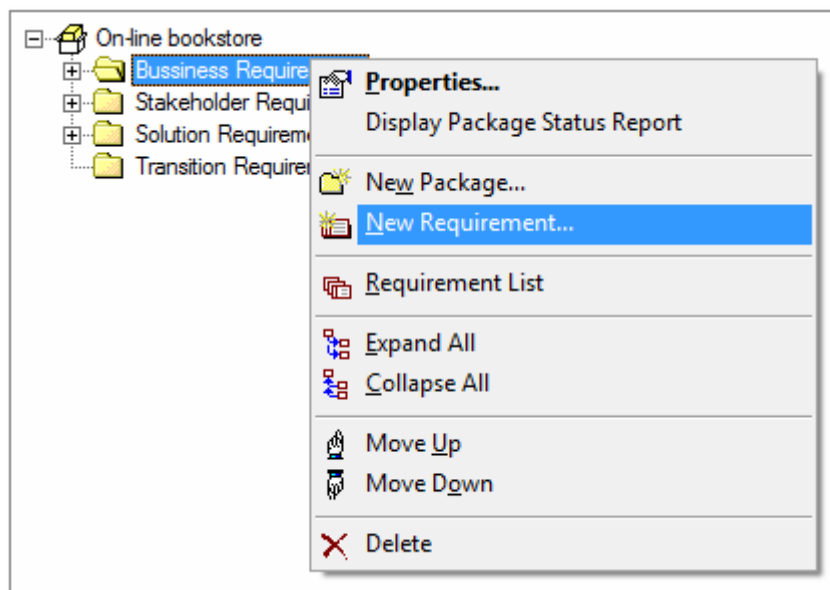 On-line bookstore
Bussiness Require
Stakeholder Requi
Solution Requirem
Transition Require
Properties...
Display Package Status Report
New Package...
New Requirement...
Requirement List
Expand All
Collapse All
Move Up
Move Down
Delete